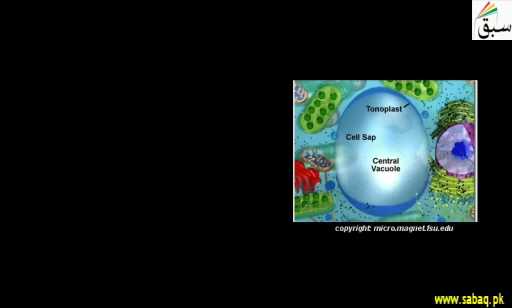 سبق
Tonoplast
Cell Sap
Central
Vacuole
copyright: micro.magnet.fsu.edu
www.sabaq.pk